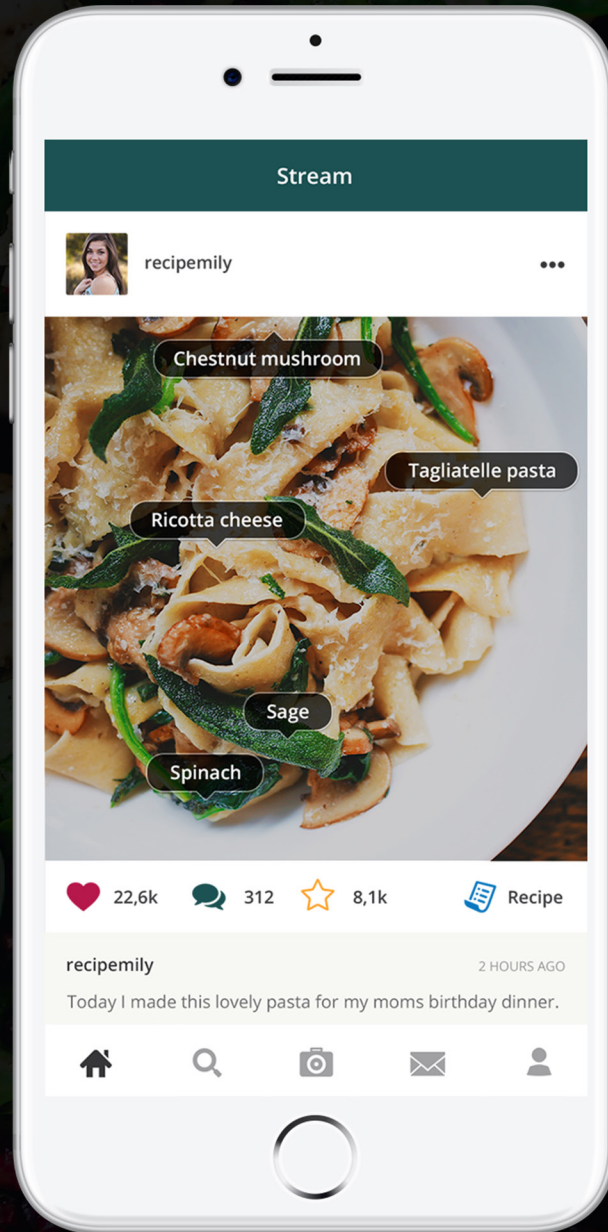 Stream
recipemily
Chestnut mushroom
Tagliatelle pasta
Ricotta cheese
Sage
Spinach
22,6k 312 8,1k Recipe
recipemily 2 HOURS AGO
Today I made this lovely pasta for my moms birthday dinner.